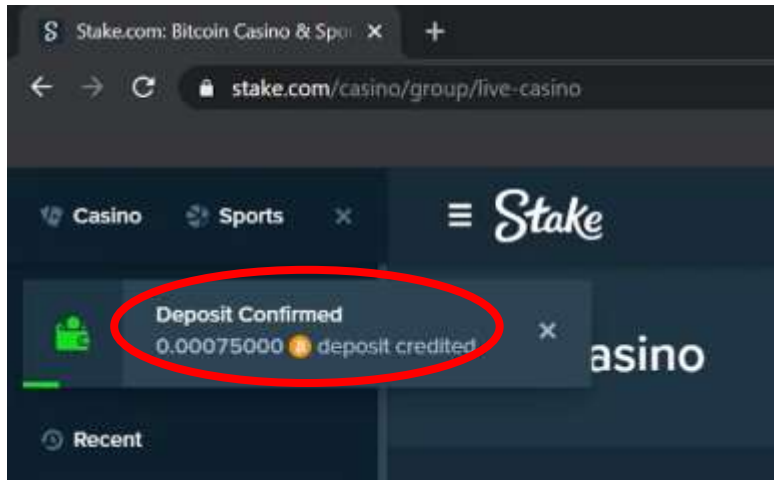 Stake.com: Bitcoin Casino & Spo
stake.com/casino/group/live-casino
Casino
Sports
Stake
Deposit Confirmed
0.00075000 deposit credited
asino
Recent